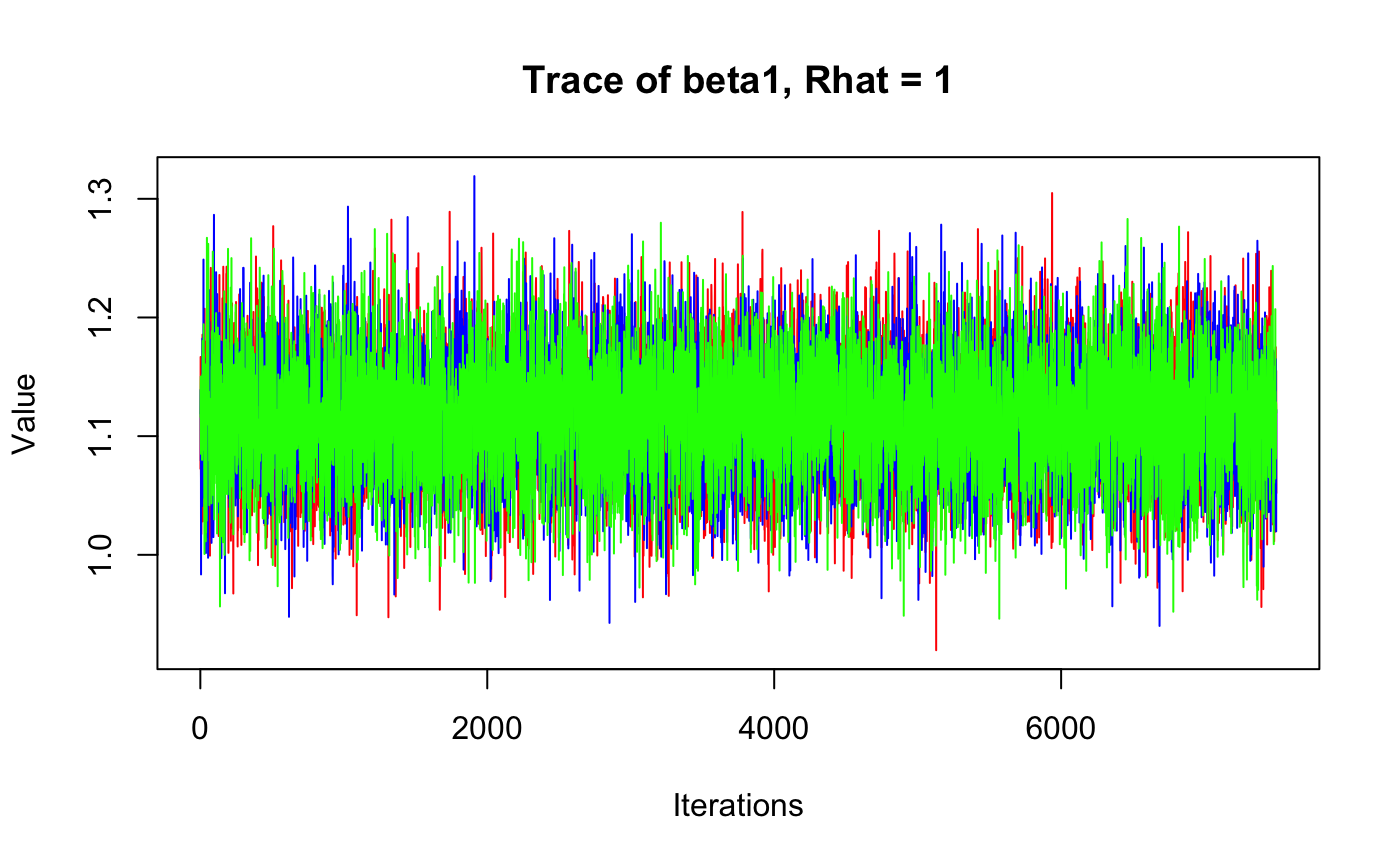 Trace of beta1, Rhat = 1
1.3
1.2
1.1
1.0
Value
0 2000 4000 6000
Iterations